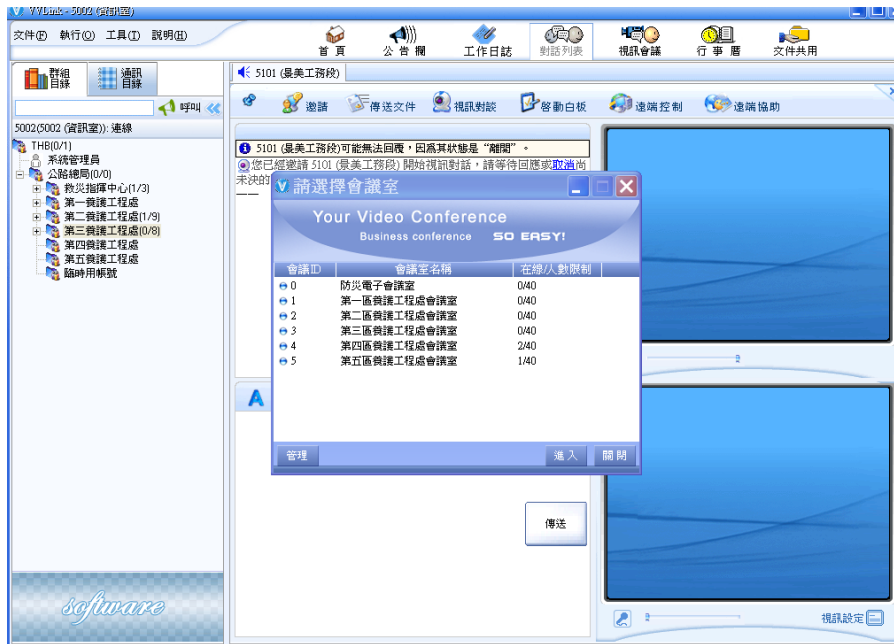 VVLink - 5002 (資訊室)
文件(F) 執行(O) 工具(T) 說明(H)
首頁 公告欄 工作日誌 對話列表 視訊會議 行事曆 文件共用
群組目錄 通訊目錄
呼叫
5002(5002 (資訊室)): 連線
THB(0/1)
系統管理員
公路總局(0/0)
救災指揮中心(1/3)
第一養護工程處
第二養護工程處(1/9)
第三養護工程處(0/8)
第四養護工程處
第五養護工程處
臨時用帳號
software
5101 (景美工務段)
邀請 傳送文件 視訊對談 啓動白板 遠端控制 遠端協助
5101 (景美工務段)可能無法回覆，因爲其狀態是“離開”。
您已經邀請 5101 (景美工務段) 開始視訊對話，請等待回應或取消尚
未決的
請選擇會議室
Your Video Conference
Business conference SO EASY!
會議ID 會議室名稱 在線/人數限制
0 防災電子會議室 0/40
1 第一區養護工程處會議室 0/40
2 第二區養護工程處會議室 0/40
3 第三區養護工程處會議室 0/40
4 第四區養護工程處會議室 2/40
5 第五區養護工程處會議室 1/40
管理 進入 關閉
A
傳送
視訊設定